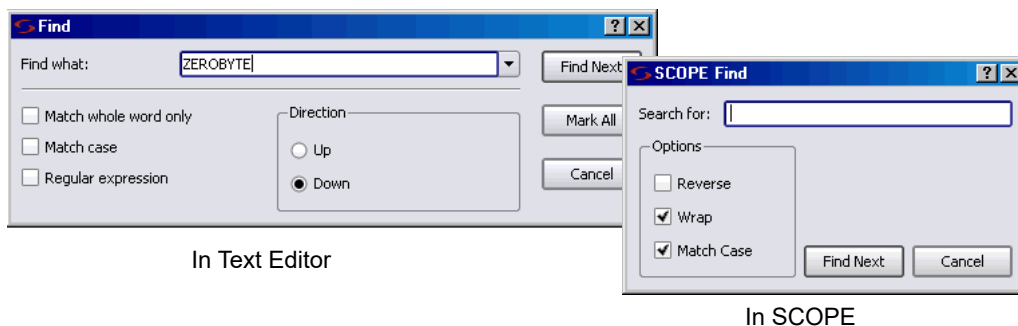 Find
Find what: ZEROBYTE Find Next
Match whole word only
Match case
Regular expression
Direction
Up
Down
Mark All
Cancel
In Text Editor
SCOPE Find
Search for:
Options
Reverse
Wrap
Match Case
Find Next Cancel
In SCOPE